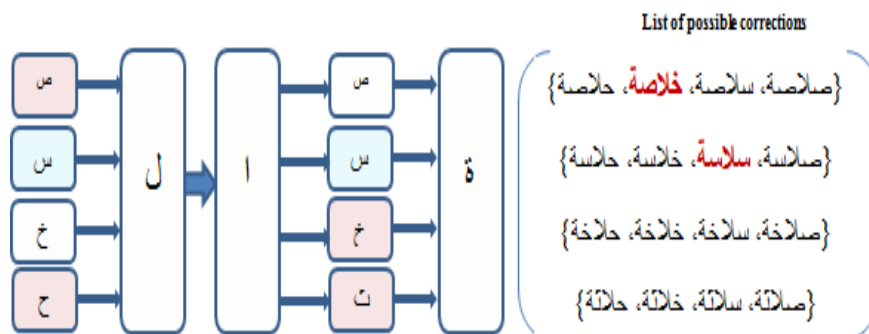 List of possible corrections
ص
س
خ
ح
ل
ا
ص
س
خ
ث
ة
{صلاصة، سلاصة، خلاصة، حلاصة}
{صلاسة، سلاسة، خلاسة، حلاسة}
{صلاخة، سلاخة، خلاخة، حلاخة}
{صلاثة، سلاثة، خلاثة، حلاثة}